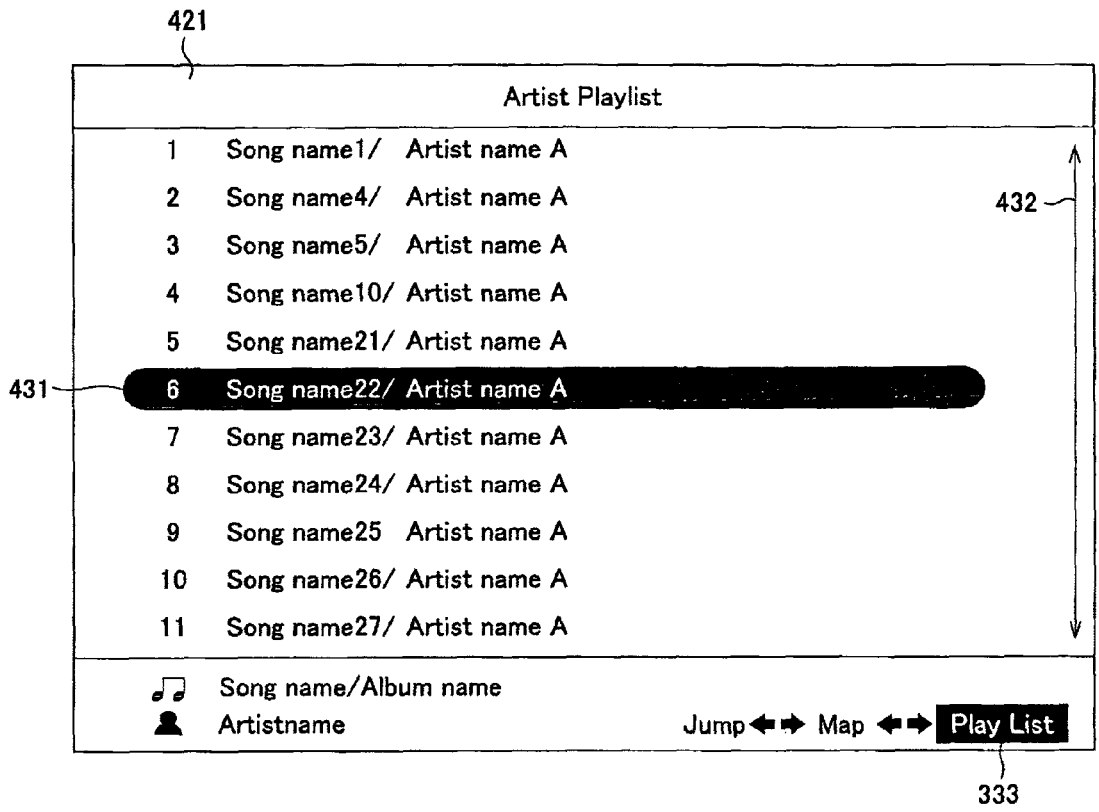 421
Artist Playlist
1 Song name1/ Artist name A
2 Song name4/ Artist name A
432
3 Song name5/ Artist name A
4 Song name10/ Artist name A
5 Song name21/ Artist name A
431
6 Song name22/ Artist name A
7 Song name23/ Artist name A
8 Song name24/ Artist name A
9 Song name25 Artist name A
10 Song name26/ Artist name A
11 Song name27/ Artist name A
Song name/Album name
Artistname
Jump Map Play List
333